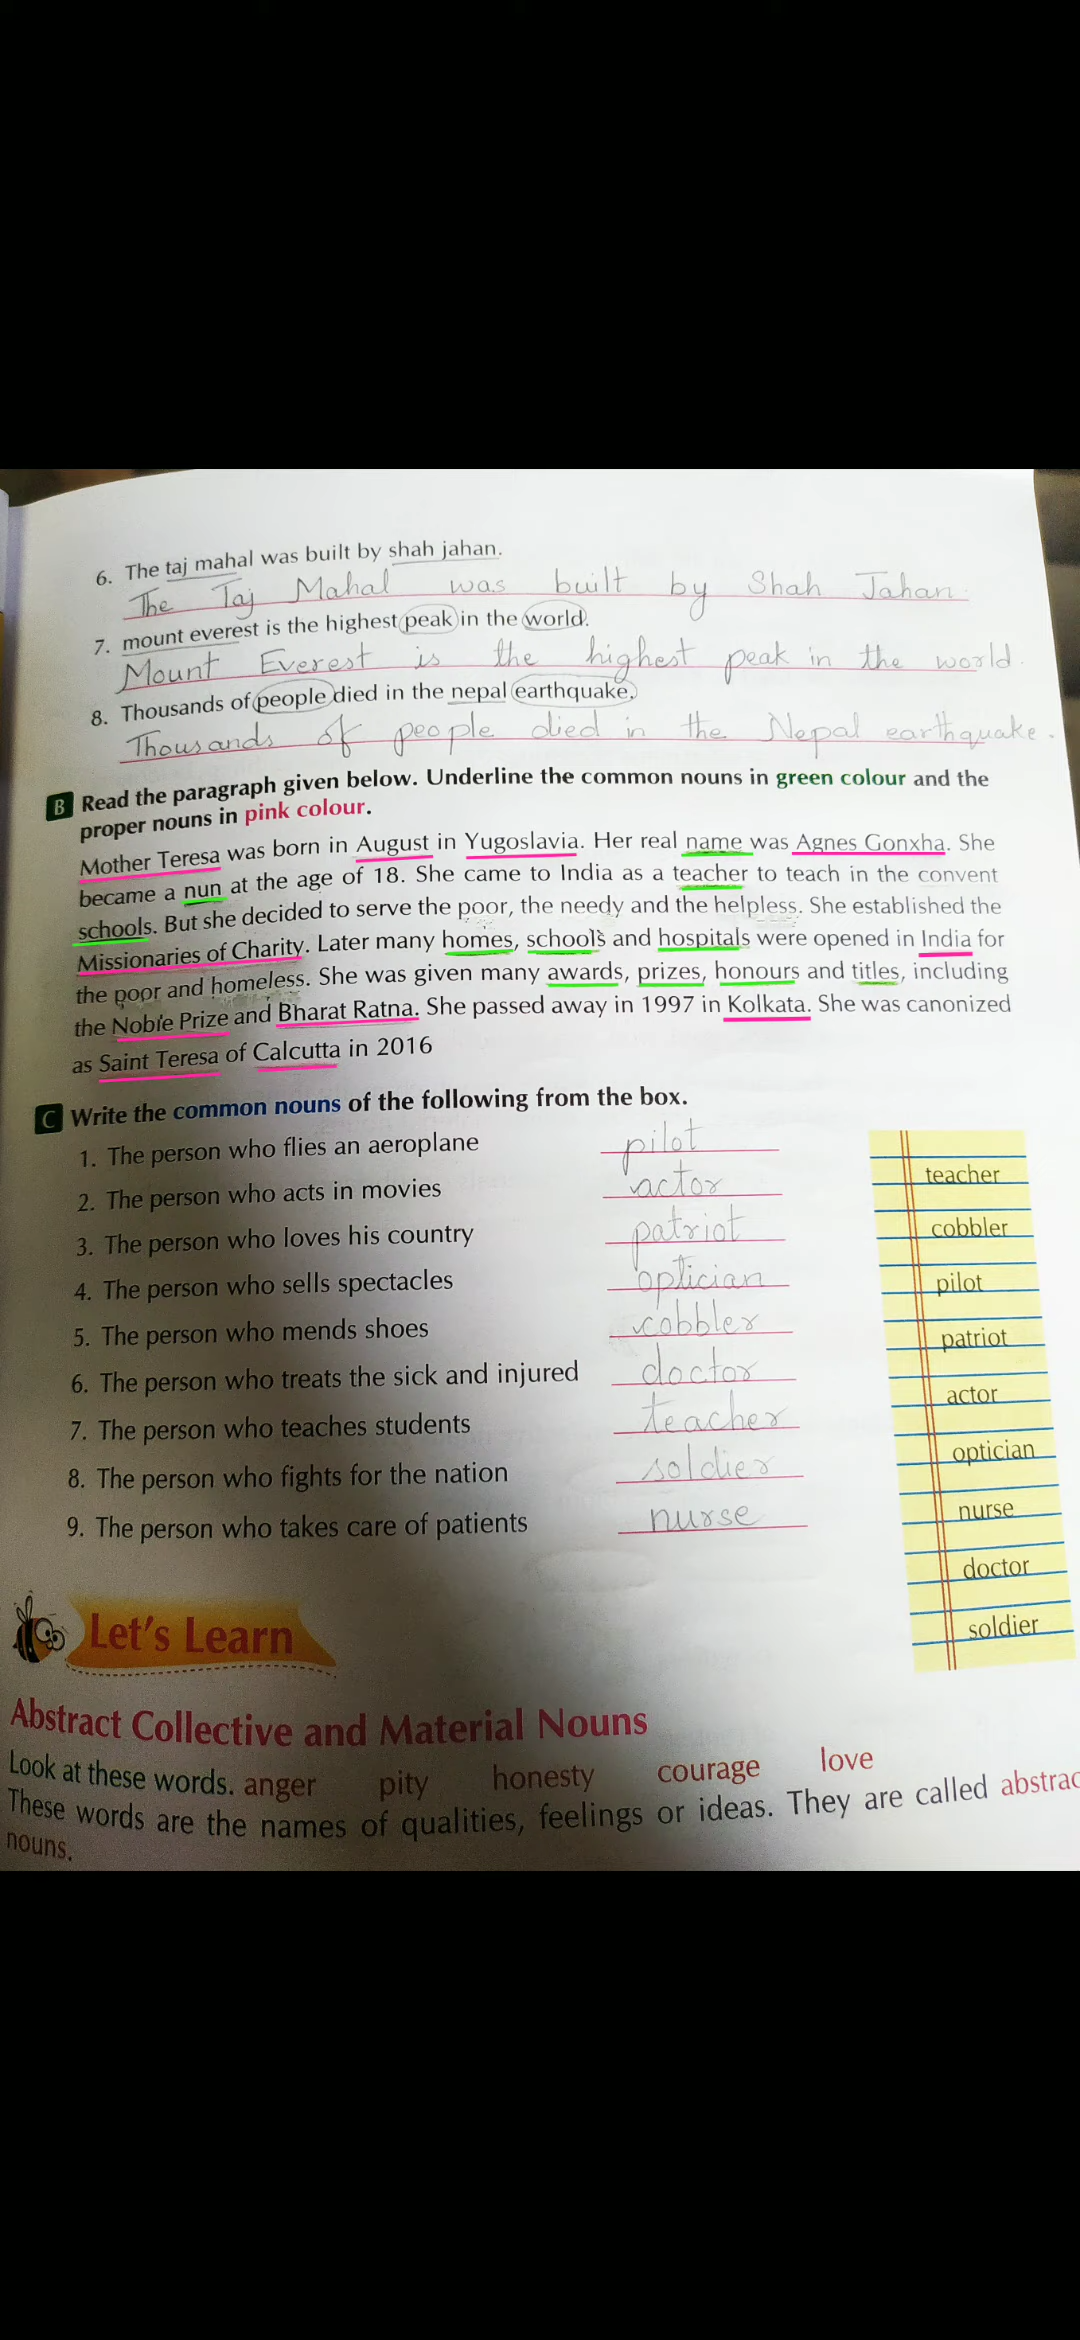 6. The taj mahal was built by shah jahan.
The Taj Mahal was built by Shah Jahan.
7. mount everest is the highest peak in the world.
Mount Everest is the highest peak in the world.
8. Thousands of people died in the nepal earthquake.
Thousands of people died in the Nepal earthquake.
B Read the paragraph given below. Underline the common nouns in green colour and the
proper nouns in pink colour.
Mother Teresa was born in August in Yugoslavia. Her real name was Agnes Gonxha. She
became a nun at the age of 18. She came to India as a teacher to teach in the convent
schools. But she decided to serve the poor, the needy and the helpless. She established the
Missionaries of Charity. Later many homes, schools and hospitals were opened in India for
the poor and homeless. She was given many awards, prizes, honours and titles, including
the Noble Prize and Bharat Ratna. She passed away in 1997 in Kolkata. She was canonized
as Saint Teresa of Calcutta in 2016
C Write the common nouns of the following from the box.
1. The person who flies an aeroplane pilot
2. The person who acts in movies actor
3. The person who loves his country patriot
4. The person who sells spectacles optician
5. The person who mends shoes cobbler
6. The person who treats the sick and injured doctor
7. The person who teaches students teacher
8. The person who fights for the nation soldier
9. The person who takes care of patients nurse
teacher
cobbler
pilot
patriot
actor
optician
nurse
doctor
soldier
Let's Learn
Abstract Collective and Material Nouns
Look at these words. anger pity honesty courage love
These words are the names of qualities, feelings or ideas. They are called abstrac
nouns.